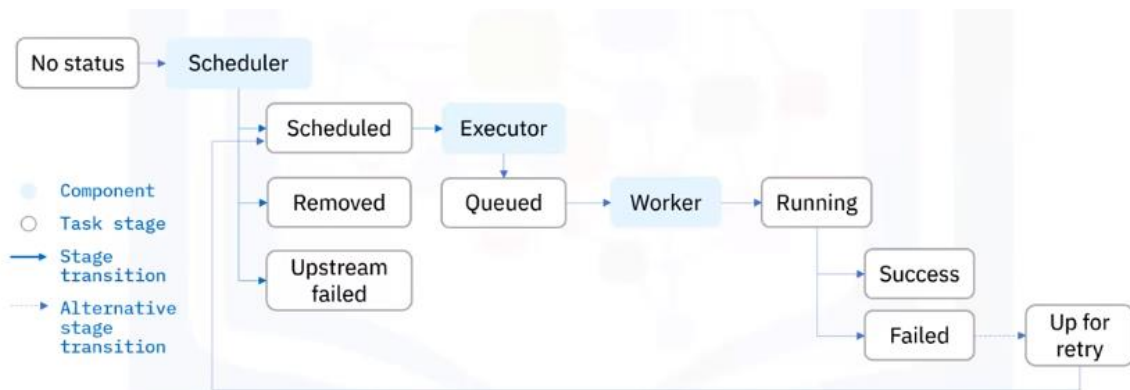 No status
Scheduler
Scheduled
Executor
Removed
Queued
Worker
Running
Upstream
failed
Success
Failed
Up for
retry
Component
Task stage
Stage
transition
Alternative
stage
transition